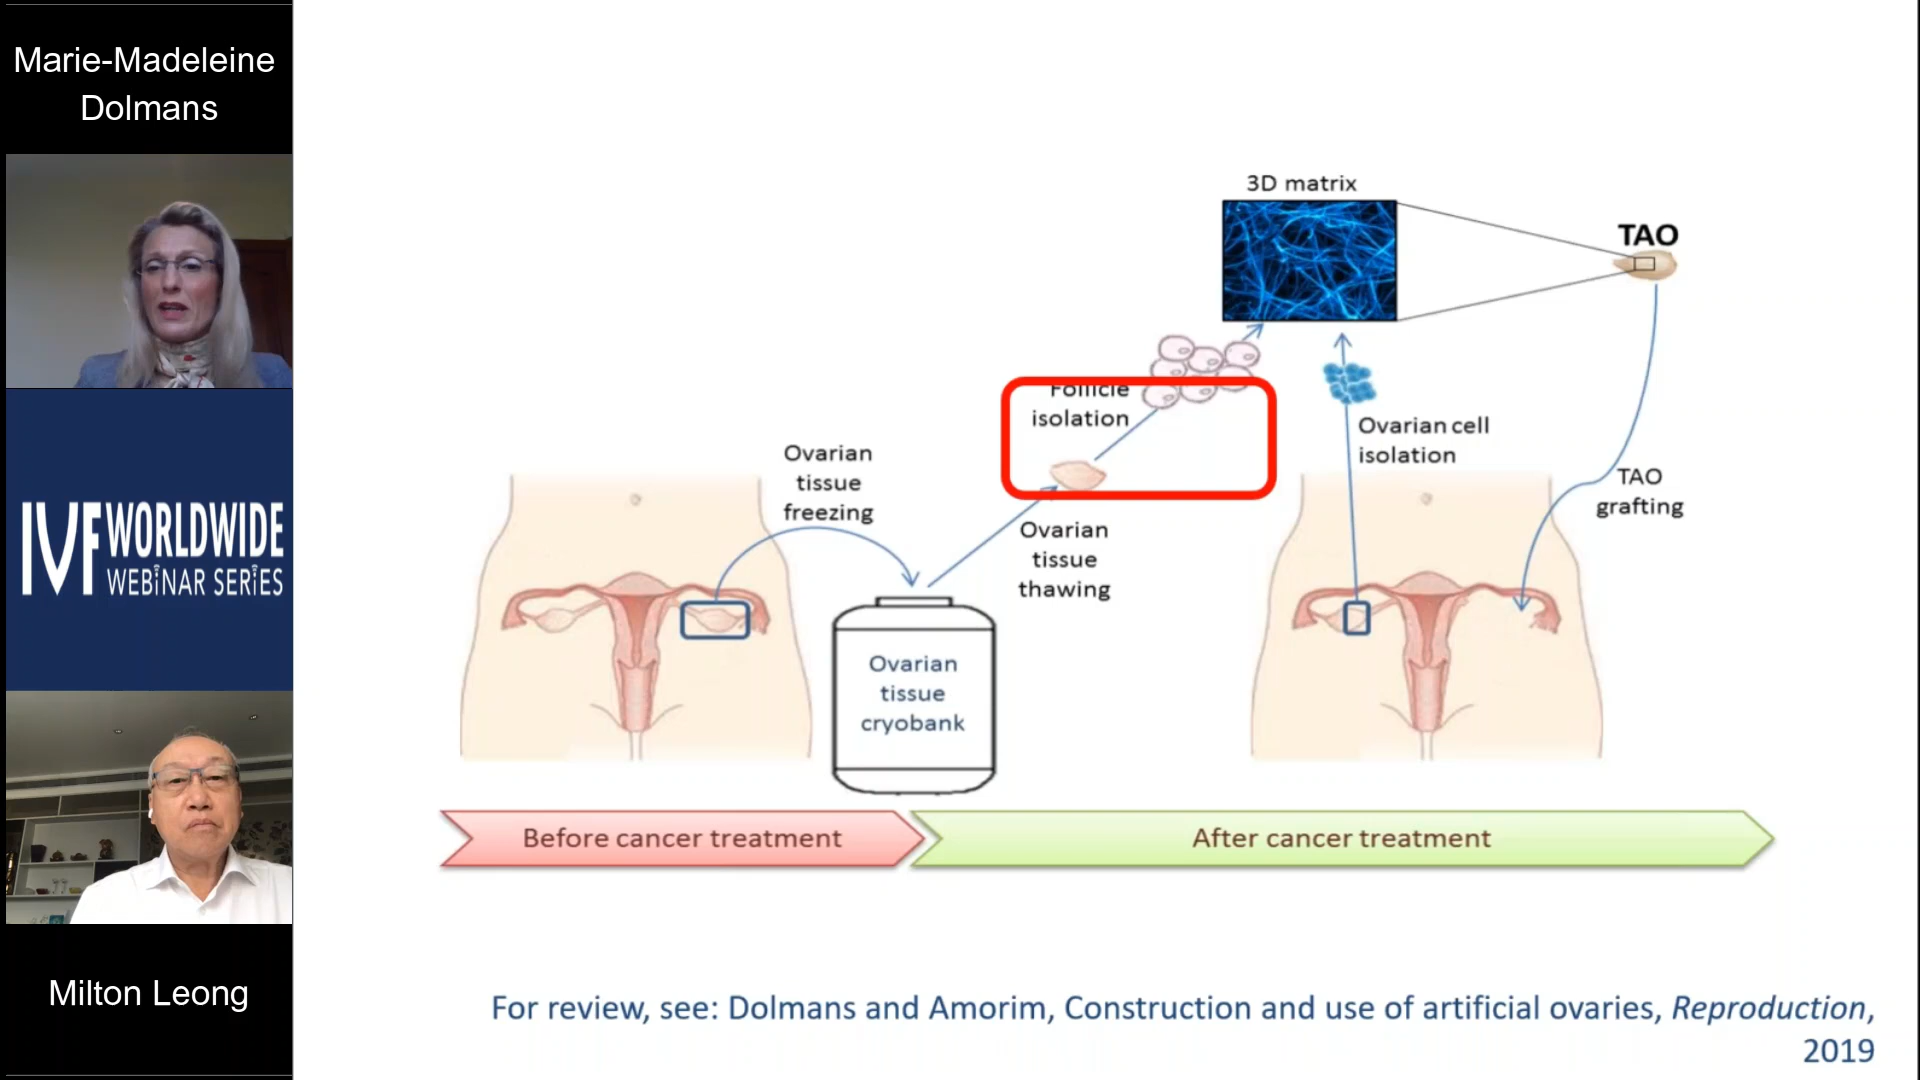 Marie-Madeleine
Dolmans
IVF WORLDWIDE
WEBINAR SERIES
Milton Leong
3D matrix
TAO
Follicle
isolation
Ovarian cell
isolation
Ovarian
tissue
freezing
TAO
grafting
Ovarian
tissue
thawing
Ovarian
tissue
cryobank
Before cancer treatment
After cancer treatment
For review, see: Dolmans and Amorim, Construction and use of artificial ovaries, Reproduction,
2019